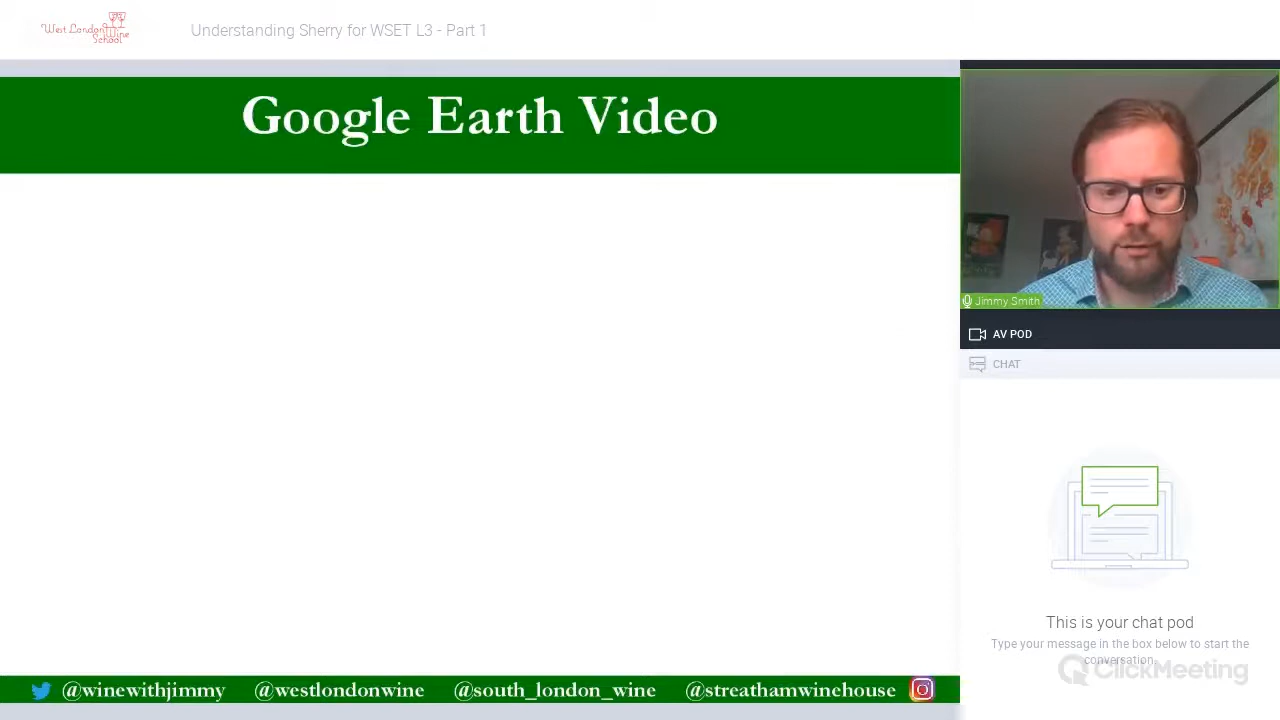 West London
Wine
School
Understanding Sherry for WSET L3 - Part 1
Google Earth Video
Jimmy Smith
AV POD
CHAT
This is your chat pod
Type your message in the box below to start the
conversation.
ClickMeeting
@winewithjimmy @westlondonwine @south_london_wine @streathamwinehouse